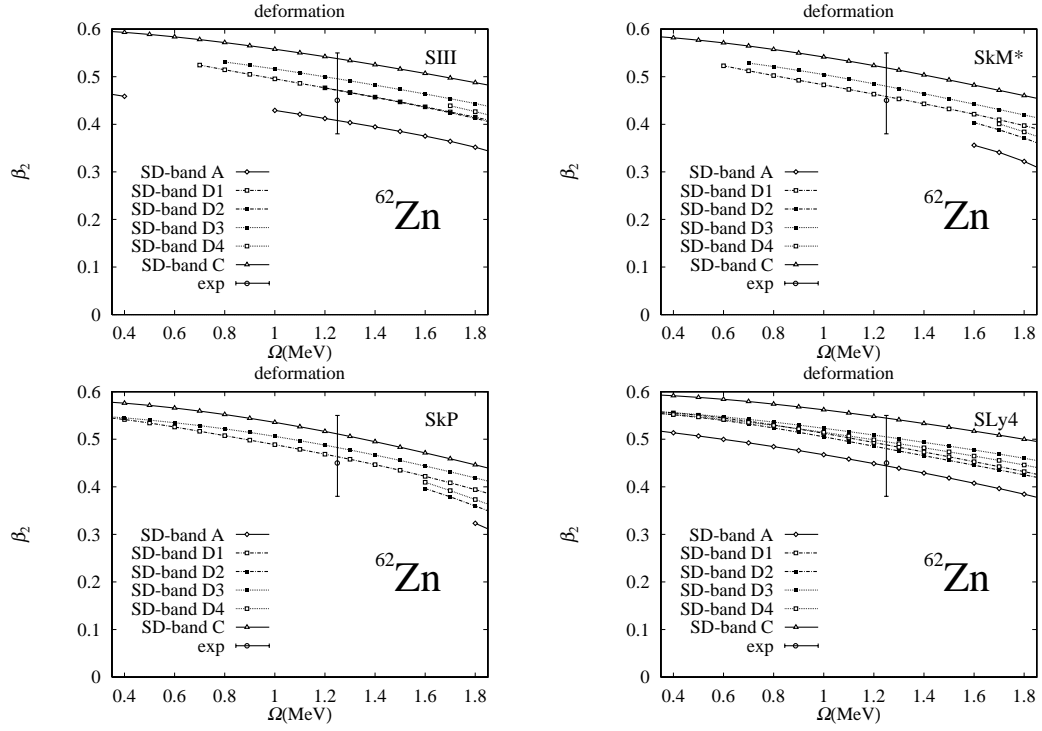 deformation
SIII
0.6
0.5
0.4
0.3
0.2
0.1
0
β2
SD-band A
SD-band D1
SD-band D2
SD-band D3
SD-band D4
SD-band C
exp
62Zn
0.4 0.6 0.8 1 1.2 1.4 1.6 1.8
Ω(MeV)
deformation
SkM*
0.6
0.5
0.4
0.3
0.2
0.1
0
β2
SD-band A
SD-band D1
SD-band D2
SD-band D3
SD-band D4
SD-band C
exp
62Zn
0.4 0.6 0.8 1 1.2 1.4 1.6 1.8
Ω(MeV)
deformation
SkP
0.6
0.5
0.4
0.3
0.2
0.1
0
β2
SD-band A
SD-band D1
SD-band D2
SD-band D3
SD-band D4
SD-band C
exp
62Zn
0.4 0.6 0.8 1 1.2 1.4 1.6 1.8
Ω(MeV)
deformation
SLy4
0.6
0.5
0.4
0.3
0.2
0.1
0
β2
SD-band A
SD-band D1
SD-band D2
SD-band D3
SD-band D4
SD-band C
exp
62Zn
0.4 0.6 0.8 1 1.2 1.4 1.6 1.8
Ω(MeV)